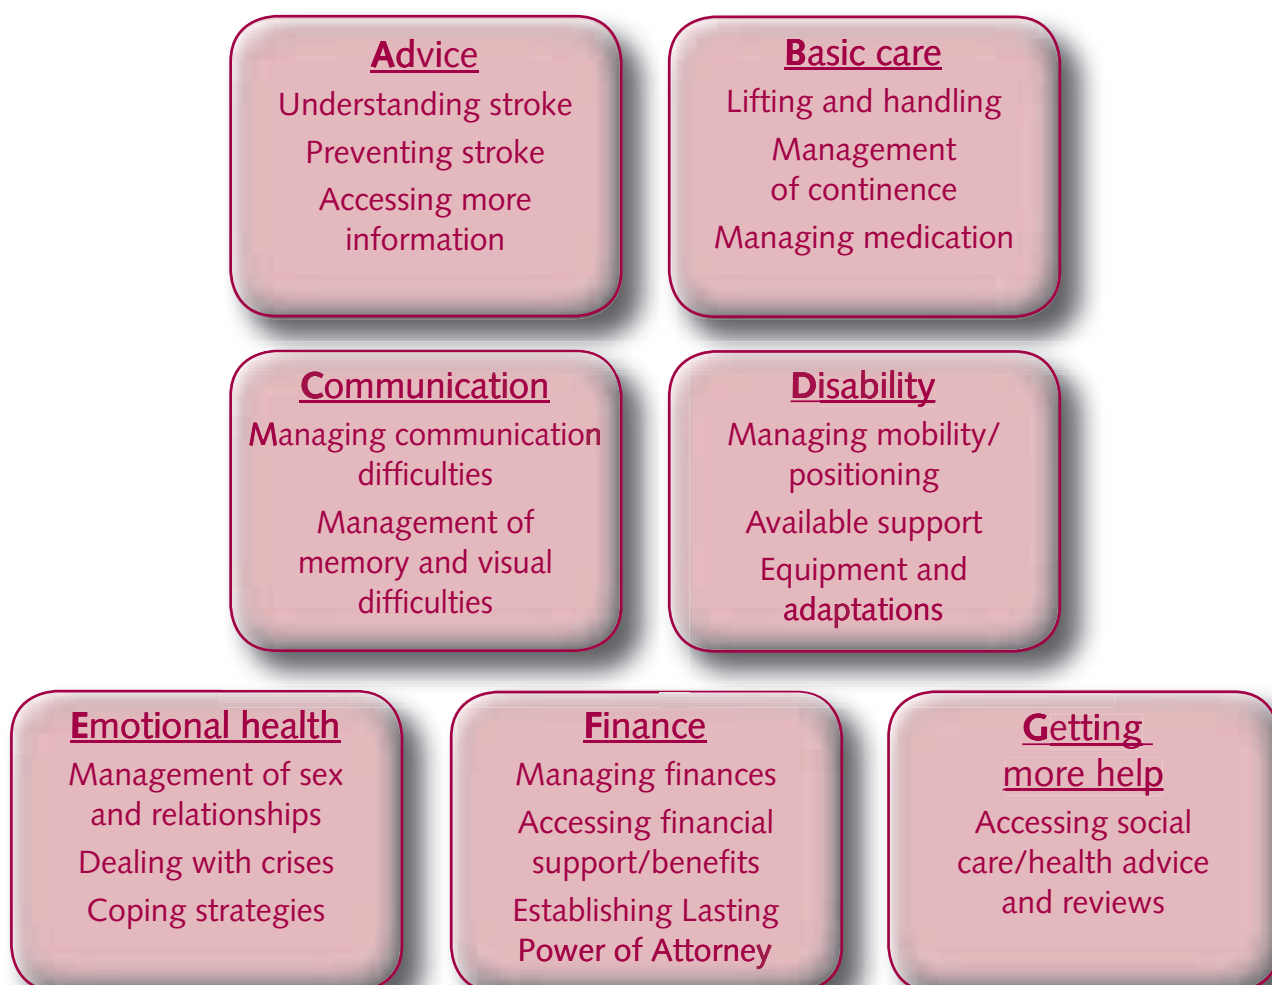 Advice
Understanding stroke
Preventing stroke
Accessing more
information
Basic care
Lifting and handling
Management
of continence
Managing medication
Communication
Managing communication
difficulties
Management of
memory and visual
difficulties
Disability
Managing mobility/
positioning
Available support
Equipment and
adaptations
Emotional health
Management of sex
and relationships
Dealing with crises
Coping strategies
Finance
Managing finances
Accessing financial
support/benefits
Establishing Lasting
Power of Attorney
Getting
more help
Accessing social
care/health advice
and reviews